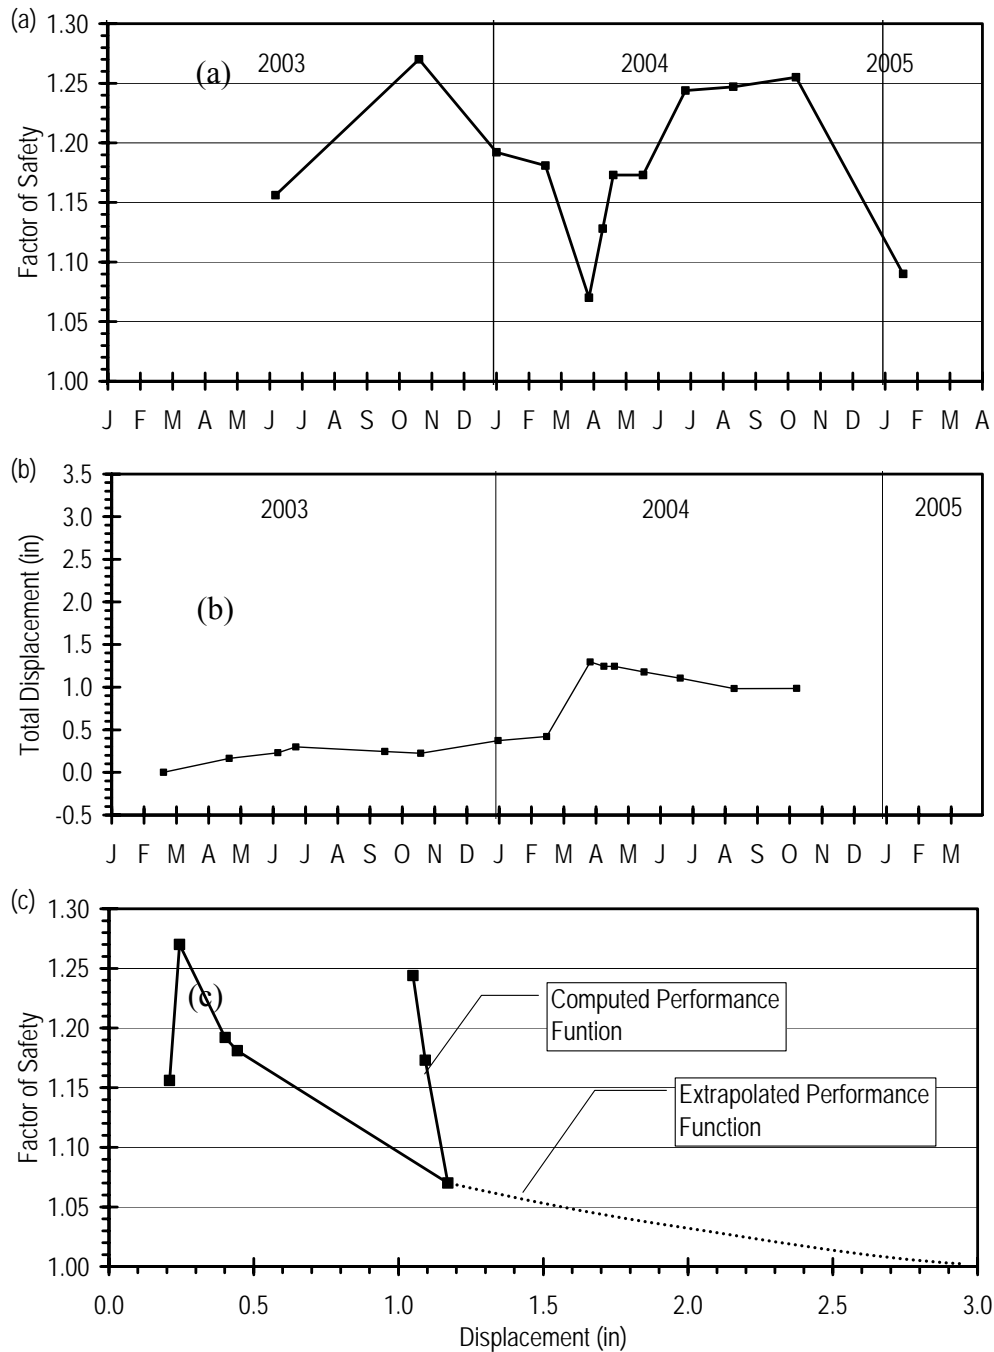 (a)
1.30
1.25
1.20
1.15
1.10
1.05
1.00
Factor of Safety
(a)
2003
2004
2005
J F M A M J J A S O N D J F M A M J J A S O N D J F M A
(b)
3.5
3.0
2.5
2.0
1.5
1.0
0.5
0.0
-0.5
Total Displacement (in)
2003
2004
2005
(b)
J F M A M J J A S O N D J F M A M J J A S O N D J F M
(c)
1.30
1.25
1.20
1.15
1.10
1.05
1.00
Factor of Safety
(c)
Computed Performance
Funtion
Extrapolated Performance
Function
0.0 0.5 1.0 1.5 2.0 2.5 3.0
Displacement (in)